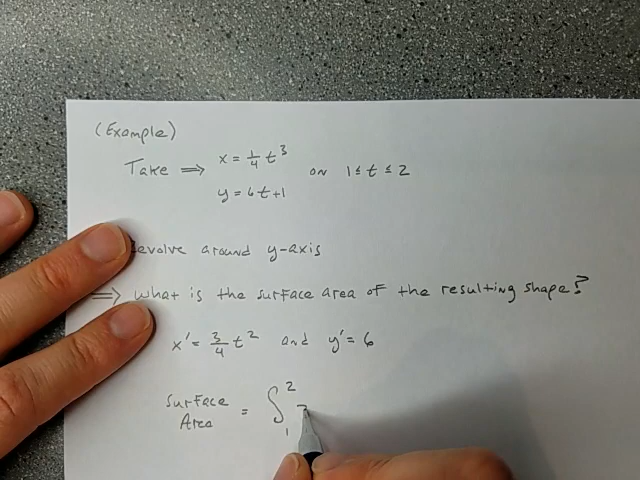 (Example)
Take ⇒ x = 1/4 t³ on 1 ≤ t ≤ 2
y = 6t+1
evolve around y-axis
⇒ what is the surface area of the resulting shape?
x' = 3/4 t² and y' = 6
Surface Area = ∫₁²